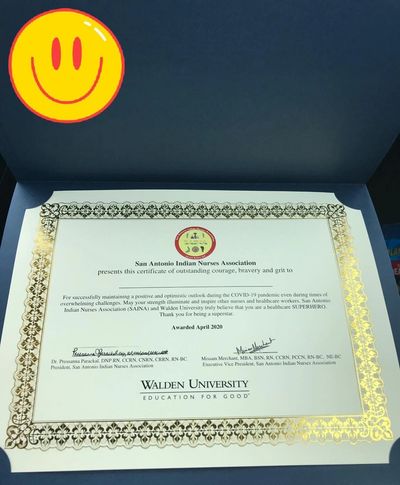 San Antonio Indian Nurses Association
presents this certificate of outstanding courage, bravery and grit to
For successfully maintaining a positive and optimistic outlook during the COVID-19 pandemic even during times of
overwhelming challenges. May your strength illuminate and inspire other nurses and healthcare workers. San Antonio
Indian Nurses Association (SAINA) and Walden University truly believe that you are a healthcare SUPERHERO.
Thank you for being a superstar.
Awarded April 2020
Dr. Prasanna Parackal, DNP, RN, CCRN, CNRN, CRRN, RN-BC
President, San Antonio Indian Nurses Association
Meisam Merchant, MBA, BSN, RN, CCRN, PCCN, RN-BC, NE-BC
Executive Vice President, San Antonio Indian Nurses Association
WALDEN UNIVERSITY
EDUCATION FOR GOOD®